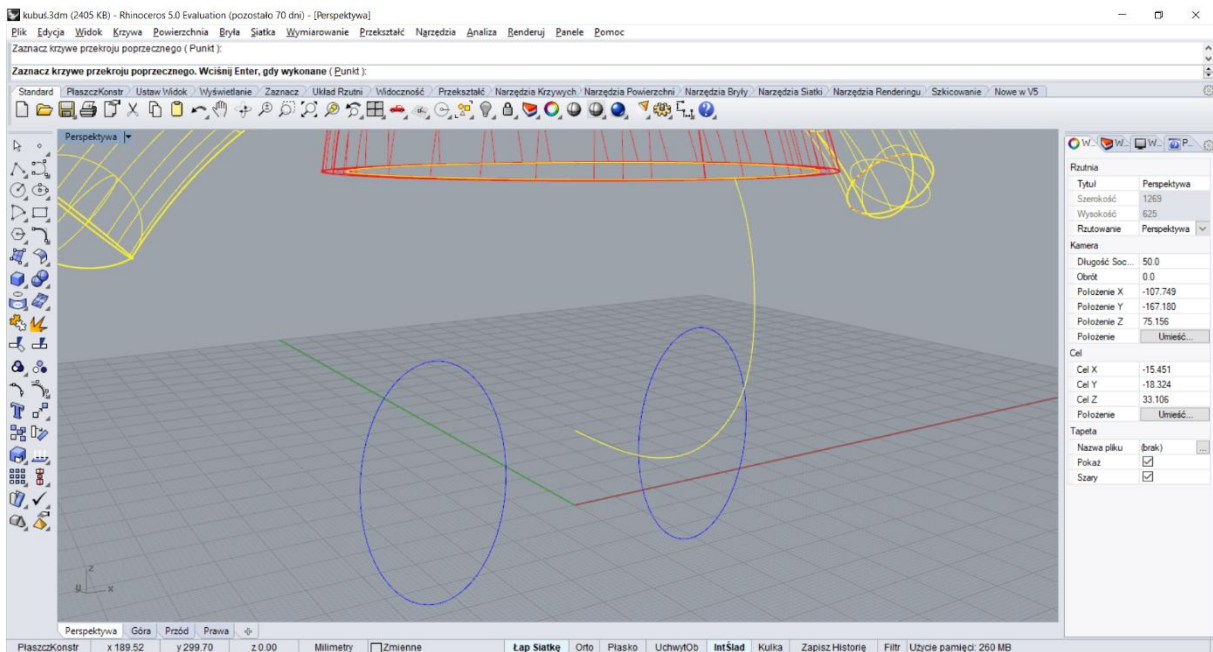 kubuś.3dm (2405 KB) - Rhinoceros 5.0 Evaluation (pozostało 70 dni) - [Perspektywa]
Plik Edycja Widok Krzywa Powierzchnia Bryła Siatka Wymiarowanie Przekształć Narzędzia Analiza Renderuj Panele Pomoc
Zaznacz krzywe przekroju poprzecznego ( Punkt ):
Zaznacz krzywe przekroju poprzecznego. Wciśnij Enter, gdy wykonane ( Punkt ):
Standard PłaszczKonstr Ustaw Widok Wyświetlanie Zaznacz Układ Rzutni Widoczność Przekształć Narzędzia Krzywych Narzędzia Powierzchni Narzędzia Bryły Narzędzia Siatki Narzędzia Renderingu Szkicowanie Nowe w V5
Perspektywa
W... W... W... P...
Rzutnia
Tytuł Perspektywa
Szerokość 1269
Wysokość 625
Rzutowanie Perspektywa
Kamera
Długość Soc... 50.0
Obrót 0.0
Położenie X -107.749
Położenie Y -167.180
Położenie Z 75.156
Położenie Umieść...
Cel
Cel X -15.451
Cel Y -18.324
Cel Z 33.106
Położenie Umieść...
Tapeta
Nazwa pliku (brak) ...
Pokaż
Szary
z
y x
Perspektywa Góra Przód Prawa
PłaszczKonstr x 189.52 y 299.70 z 0.00 Milimetry Zmienne Łap Siatkę Orto Płasko UchwytOb IntŚlad Kulka Zapisz Historię Filtr Użycie pamięci: 260 MB